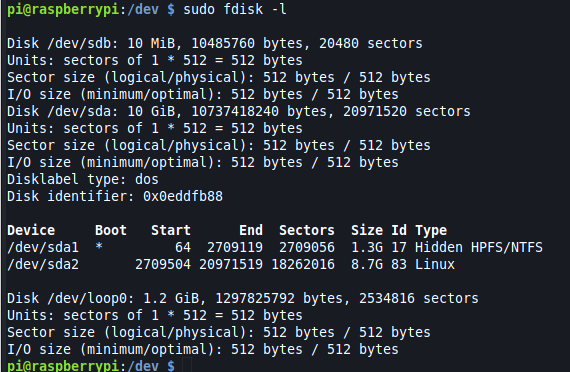 pi@raspberrypi:/dev $ sudo fdisk -l
Disk /dev/sdb: 10 MiB, 10485760 bytes, 20480 sectors
Units: sectors of 1 * 512 = 512 bytes
Sector size (logical/physical): 512 bytes / 512 bytes
I/O size (minimum/optimal): 512 bytes / 512 bytes
Disk /dev/sda: 10 GiB, 10737418240 bytes, 20971520 sectors
Units: sectors of 1 * 512 = 512 bytes
Sector size (logical/physical): 512 bytes / 512 bytes
I/O size (minimum/optimal): 512 bytes / 512 bytes
Disklabel type: dos
Disk identifier: 0x0eddfb88
Device     Boot   Start      End  Sectors  Size Id Type
/dev/sda1  *         64  2709119  2709056  1.3G 17 Hidden HPFS/NTFS
/dev/sda2       2709504 20971519 18262016  8.7G 83 Linux
Disk /dev/loop0: 1.2 GiB, 1297825792 bytes, 2534816 sectors
Units: sectors of 1 * 512 = 512 bytes
Sector size (logical/physical): 512 bytes / 512 bytes
I/O size (minimum/optimal): 512 bytes / 512 bytes
pi@raspberrypi:/dev $